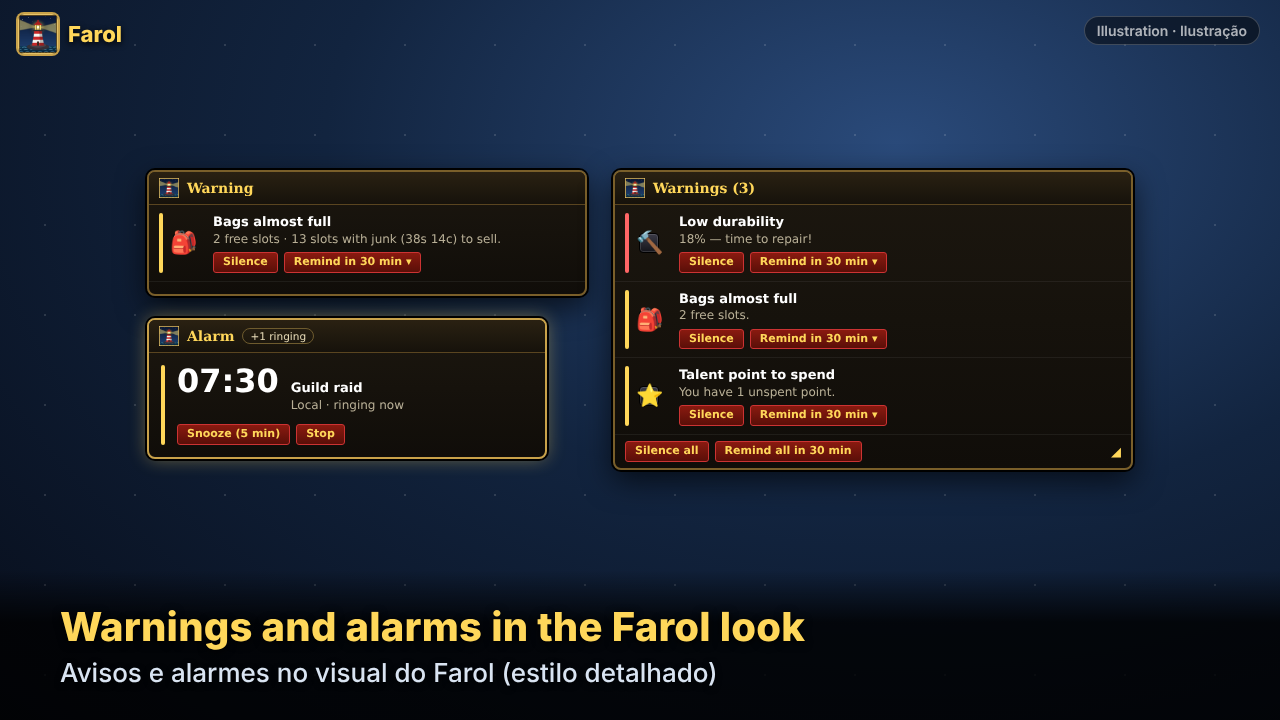 Farol
Illustration · Ilustração
Warning
Bags almost full
2 free slots · 13 slots with junk (38s 14c) to sell.
Silence
Remind in 30 min ▾
Alarm
+1 ringing
07:30
Guild raid
Local · ringing now
Snooze (5 min)
Stop
Warnings (3)
Low durability
18% — time to repair!
Silence
Remind in 30 min ▾
Bags almost full
2 free slots.
Silence
Remind in 30 min ▾
Talent point to spend
You have 1 unspent point.
Silence
Remind in 30 min ▾
Silence all
Remind all in 30 min
Warnings and alarms in the Farol look
Avisos e alarmes no visual do Farol (estilo detalhado)